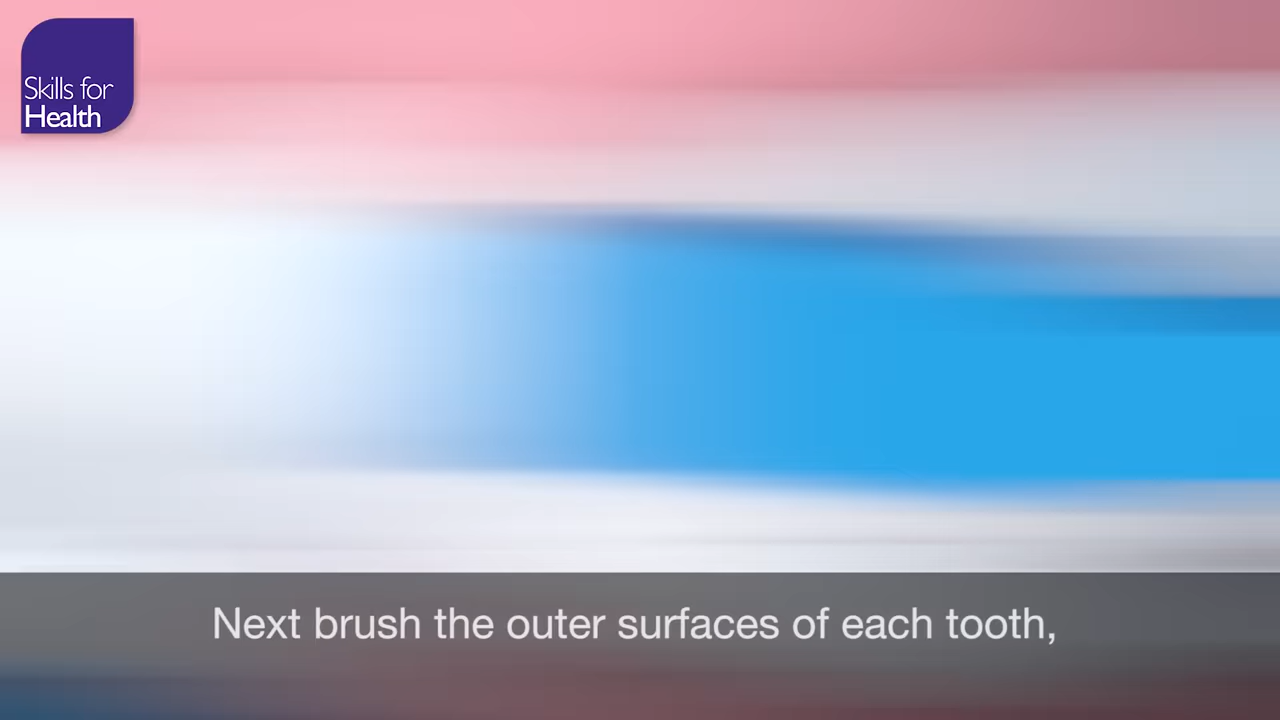 Skills for
Health
Next brush the outer surfaces of each tooth,